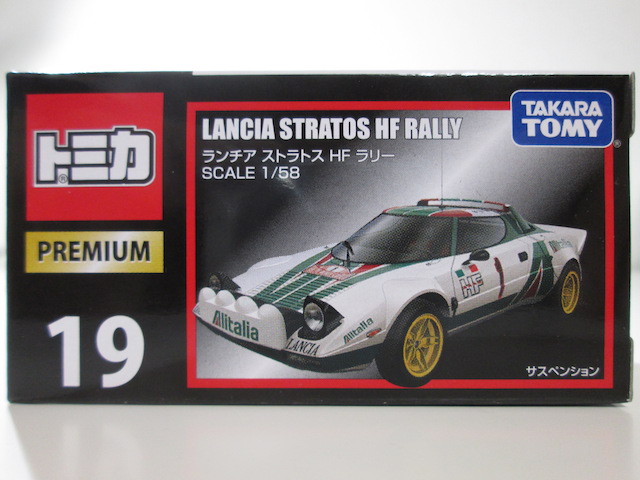 トミカ
®
PREMIUM
19
LANCIA STRATOS HF RALLY
ランチア ストラトス HF ラリー
SCALE 1/58
TAKARA
TOMY
®
HF
1
Alitalia
Alitalia
LANCIA
サスペンション